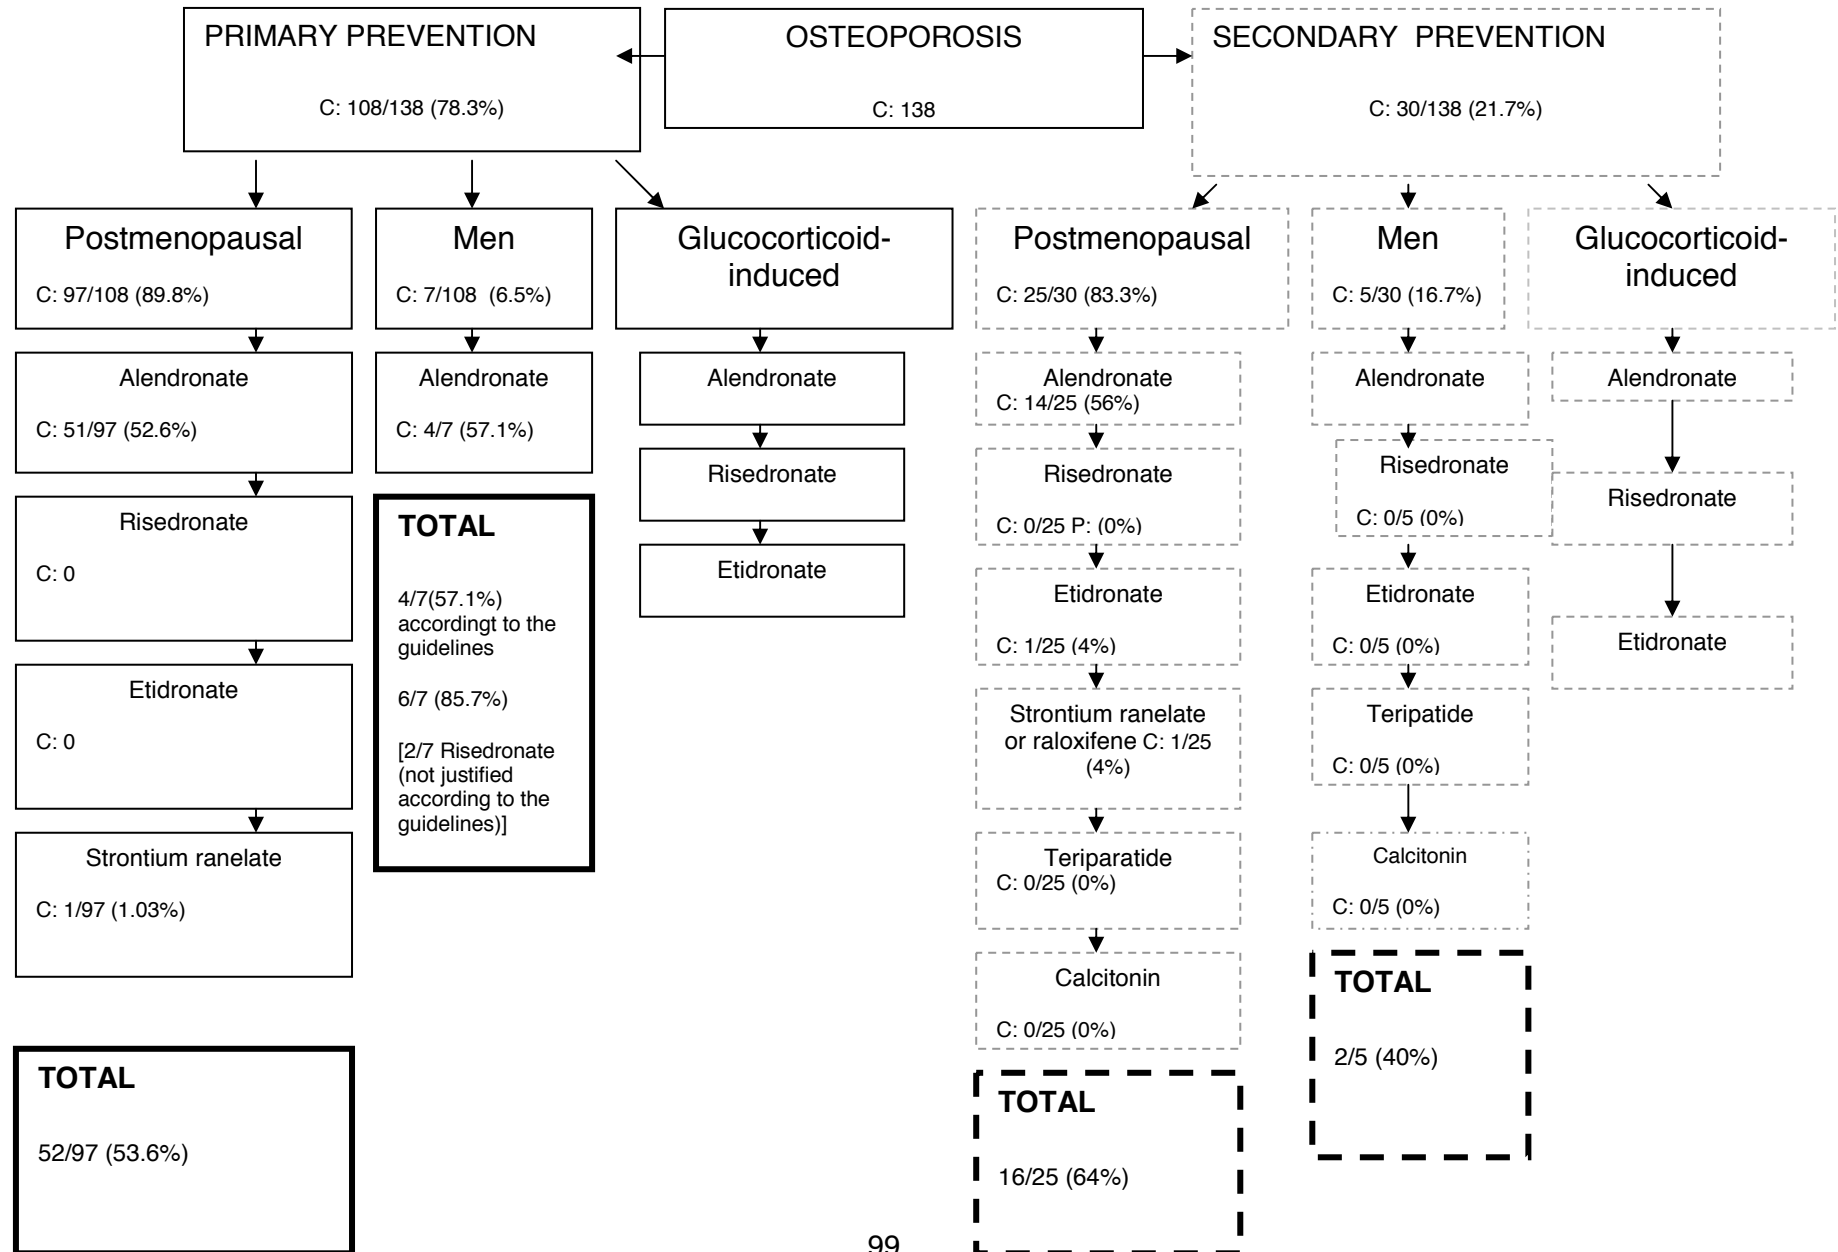 PRIMARY PREVENTION
C: 108/138 (78.3%)
OSTEOPOROSIS
C: 138
SECONDARY PREVENTION
C: 30/138 (21.7%)
Postmenopausal
C: 97/108 (89.8%)
Men
C: 7/108 (6.5%)
Glucocorticoid-
induced
Postmenopausal
C: 25/30 (83.3%)
Men
C: 5/30 (16.7%)
Glucocorticoid-
induced
Alendronate
C: 51/97 (52.6%)
Risedronate
C: 0
Etidronate
C: 0
Strontium ranelate
C: 1/97 (1.03%)
TOTAL
52/97 (53.6%)
Alendronate
C: 4/7 (57.1%)
TOTAL
4/7(57.1%)
accordingt to the
guidelines
6/7 (85.7%)
[2/7 Risedronate
(not justified
according to the
guidelines)]
Alendronate
Risedronate
Etidronate
Alendronate
C: 14/25 (56%)
Risedronate
C: 0/25 P: (0%)
Etidronate
C: 1/25 (4%)
Strontium ranelate
or raloxifene C: 1/25
(4%)
Teriparatide
C: 0/25 (0%)
Calcitonin
C: 0/25 (0%)
TOTAL
16/25 (64%)
Alendronate
Risedronate
C: 0/5 (0%)
Etidronate
C: 0/5 (0%)
Teripatide
C: 0/5 (0%)
Calcitonin
C: 0/5 (0%)
TOTAL
2/5 (40%)
Alendronate
Risedronate
Etidronate
99